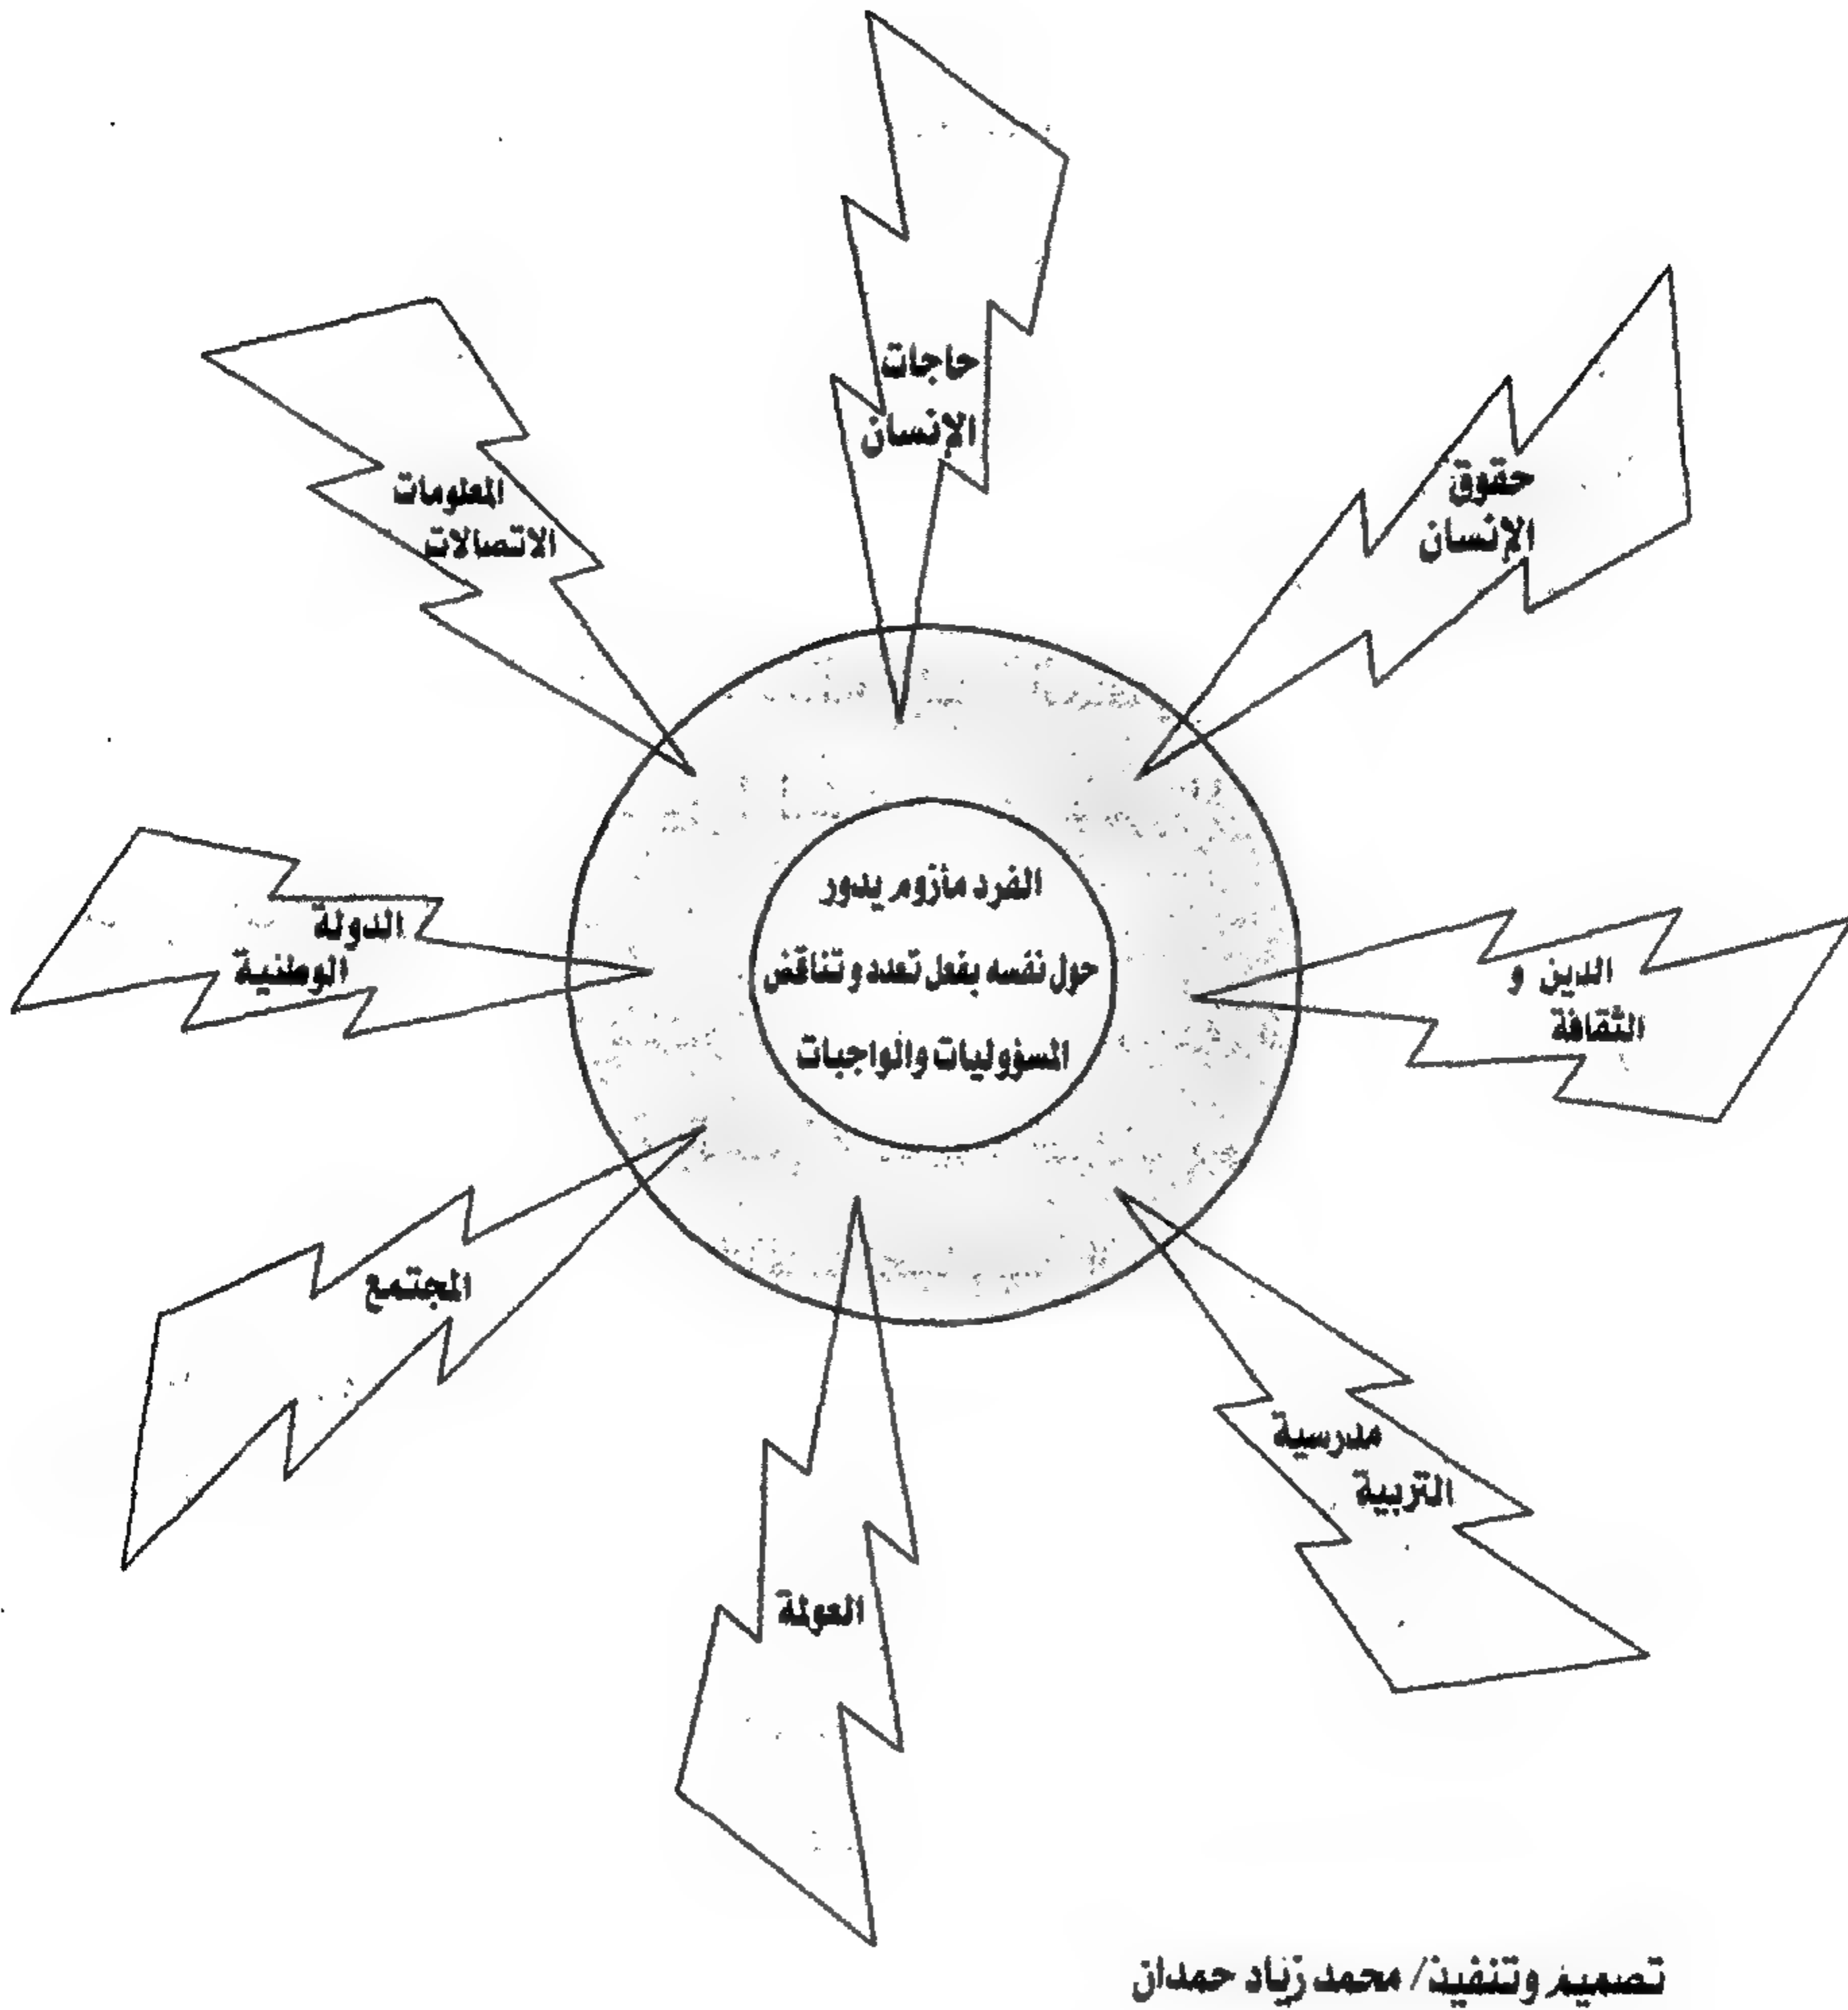 حاجات
الإنسان
حقوق
الإنسان
المعلومات
الاتصالات
الفرد مأزوم يدور
حول نفسه بفعل تعدد وتناقض
المسؤوليات والواجبات
الدولة
الوطنية
الدين و
الثقافة
المجتمع
مدرسية
التربية
العولمة
تصميم وتنفيذ/ محمد زياد حمدان